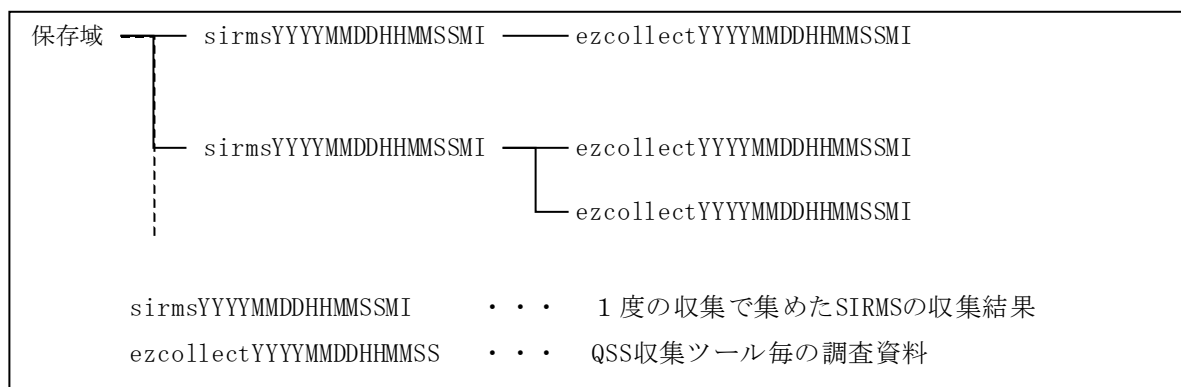 保存域 sirmsYYYYMMDDHHMMSSMI ezcollectYYYYMMDDHHMMSSMI
sirmsYYYYMMDDHHMMSSMI ezcollectYYYYMMDDHHMMSSMI
ezcollectYYYYMMDDHHMMSSMI
sirmsYYYYMMDDHHMMSSMI ・・・ １度の収集で集めたSIRMSの収集結果
ezcollectYYYYMMDDHHMMSS ・・・ QSS収集ツール毎の調査資料